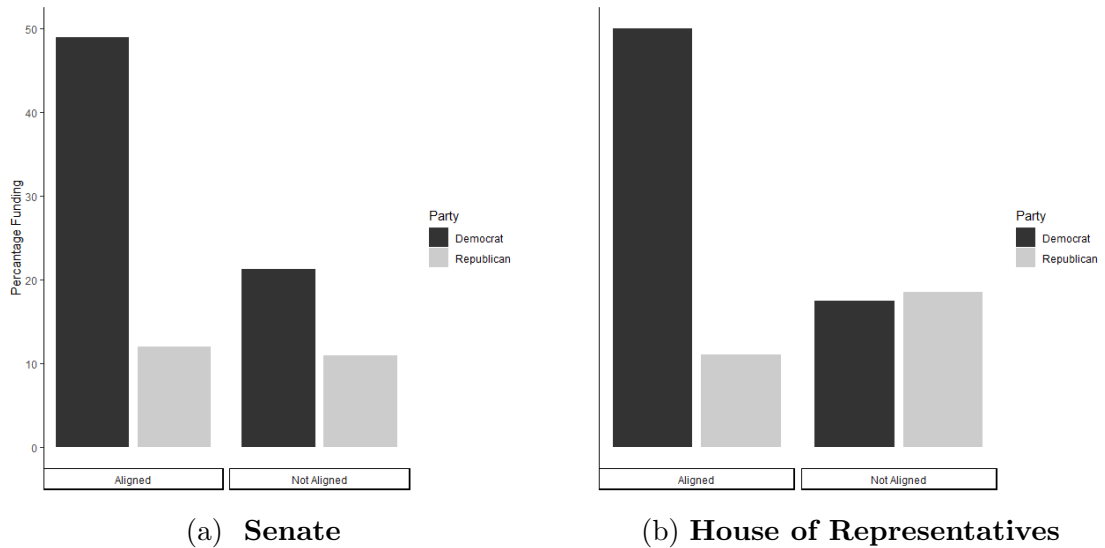 50
40
30
20
10
0
Percantage Funding
Aligned
Not Aligned
Party
Democrat
Republican
(a) Senate
Aligned
Not Aligned
Party
Democrat
Republican
(b) House of Representatives